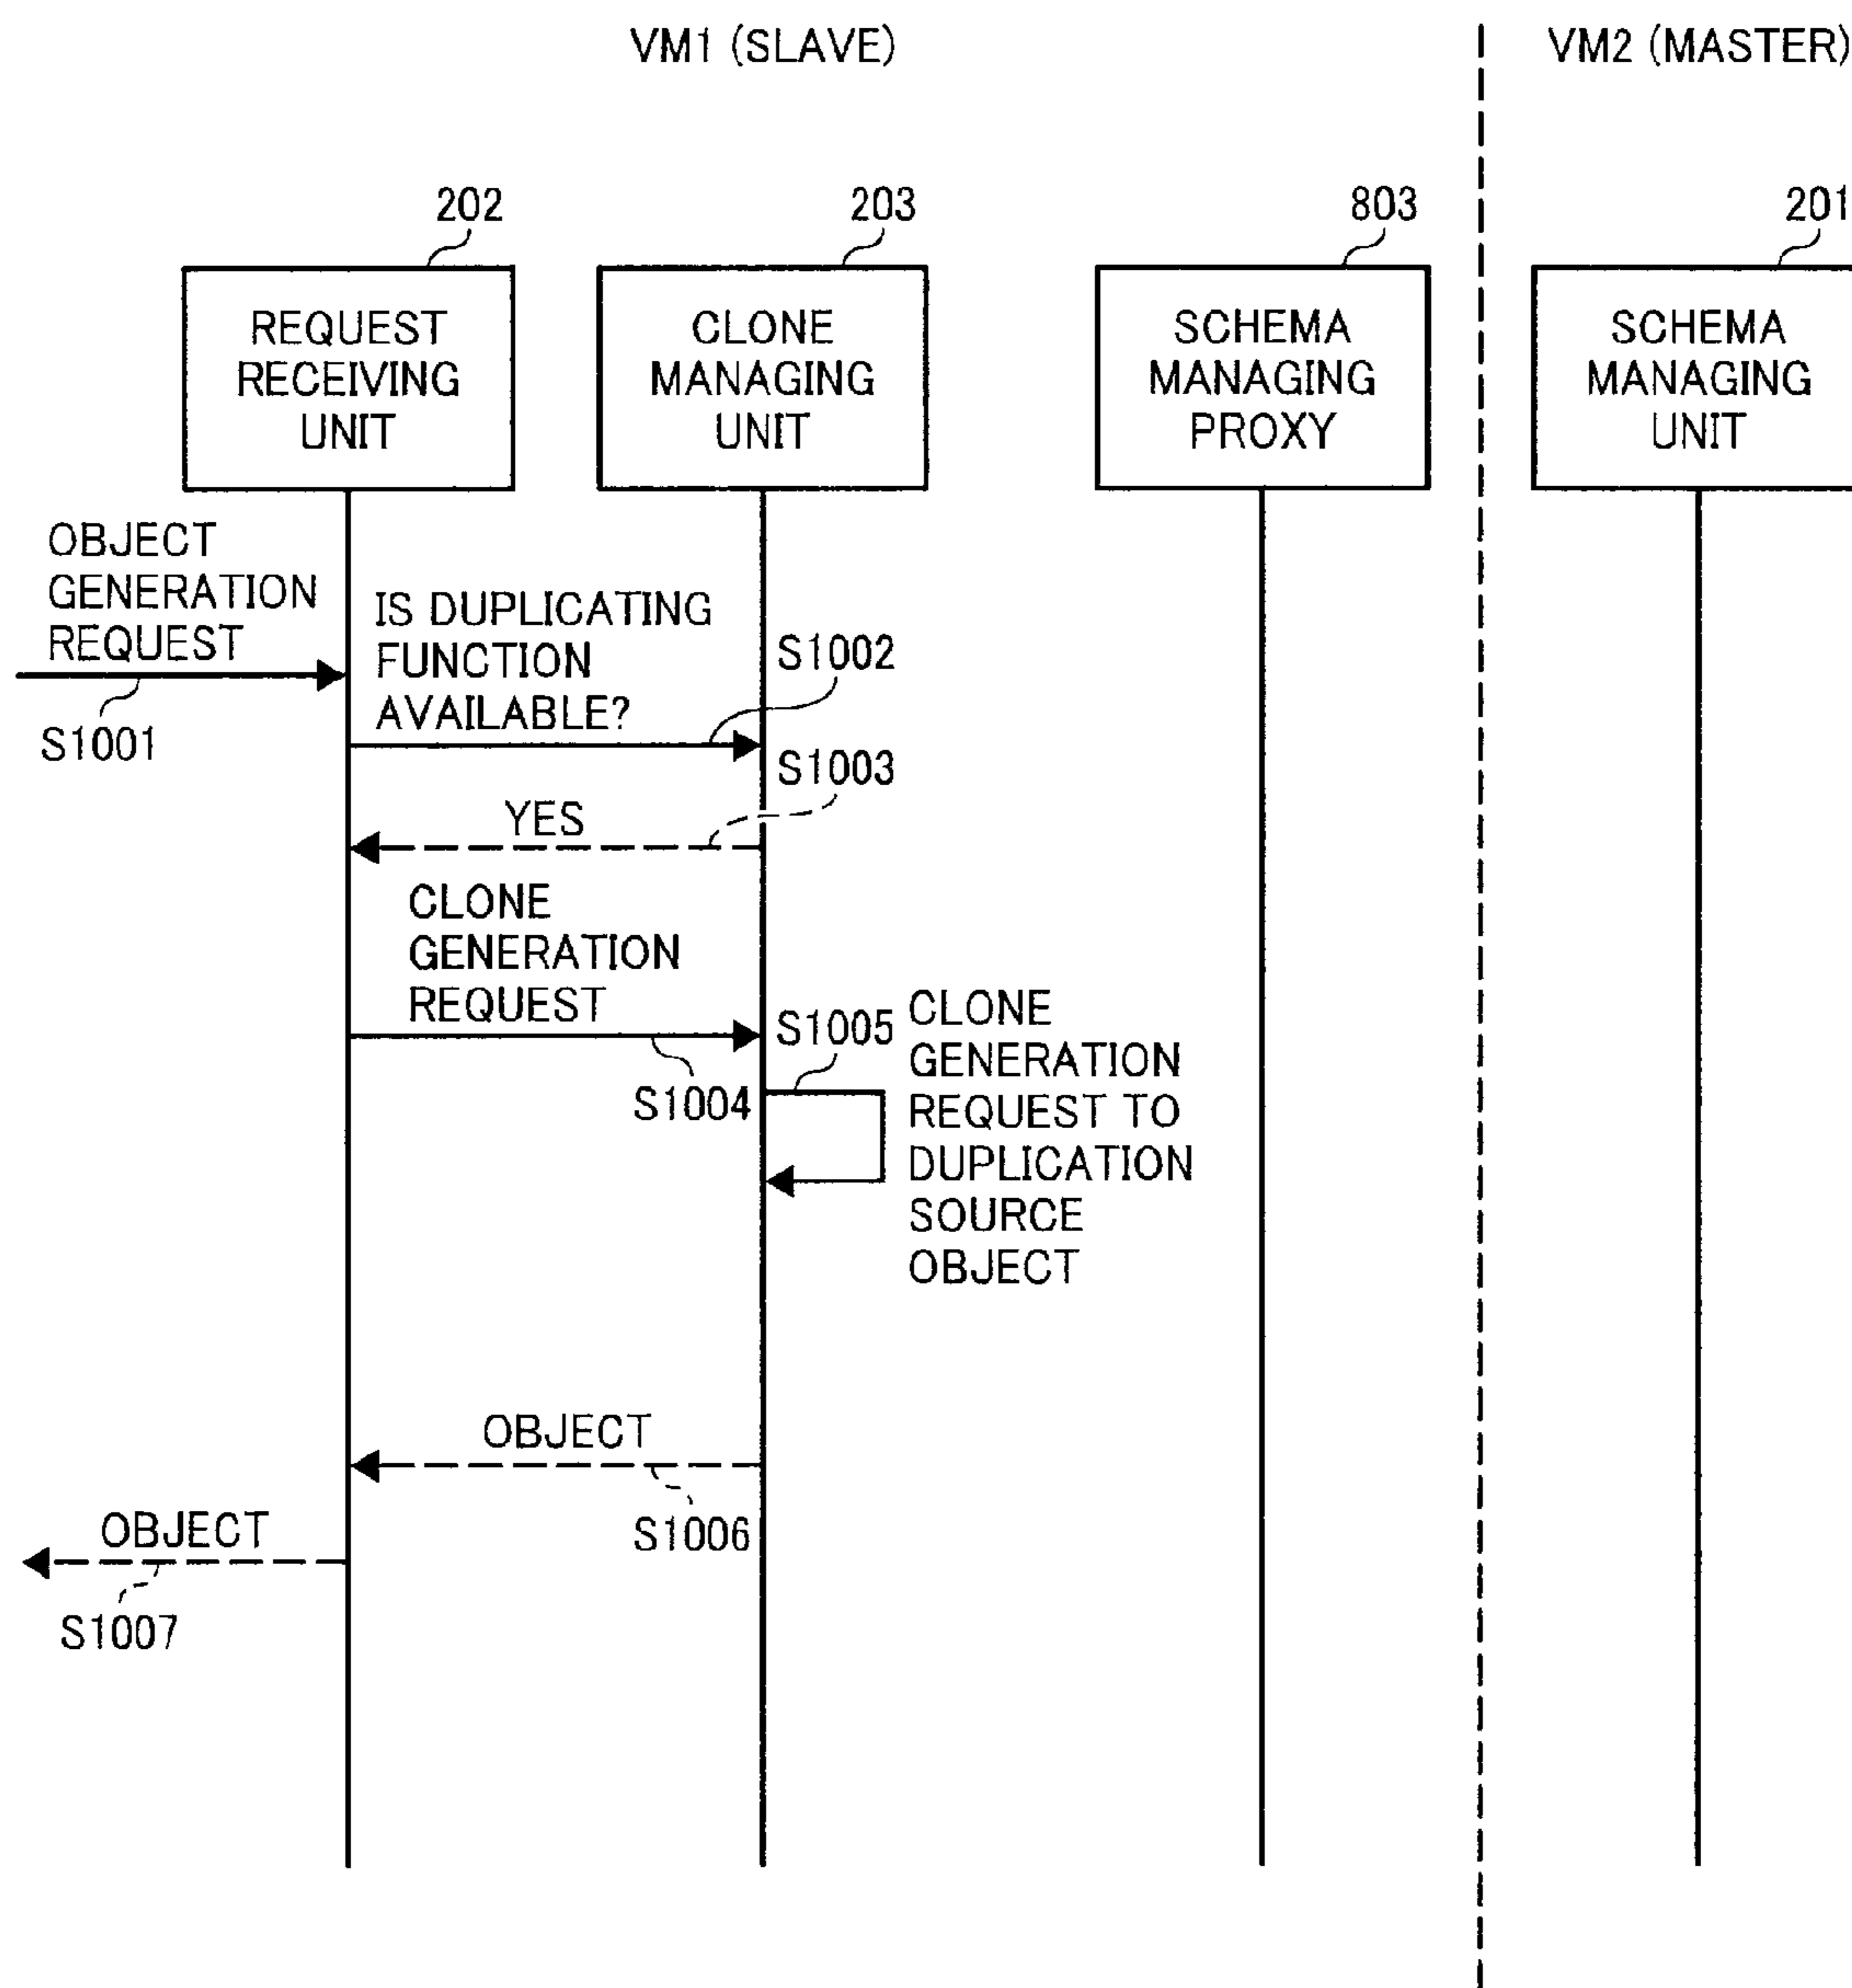 VM1 (SLAVE)
VM2 (MASTER)
202
203
803
201
REQUEST
RECEIVING
UNIT
CLONE
MANAGING
UNIT
SCHEMA
MANAGING
PROXY
SCHEMA
MANAGING
UNIT
OBJECT
GENERATION
REQUEST
S1001
IS DUPLICATING
FUNCTION
AVAILABLE?
S1002
S1003
YES
CLONE
GENERATION
REQUEST
S1004
S1005
CLONE
GENERATION
REQUEST TO
DUPLICATION
SOURCE
OBJECT
OBJECT
S1006
OBJECT
S1007